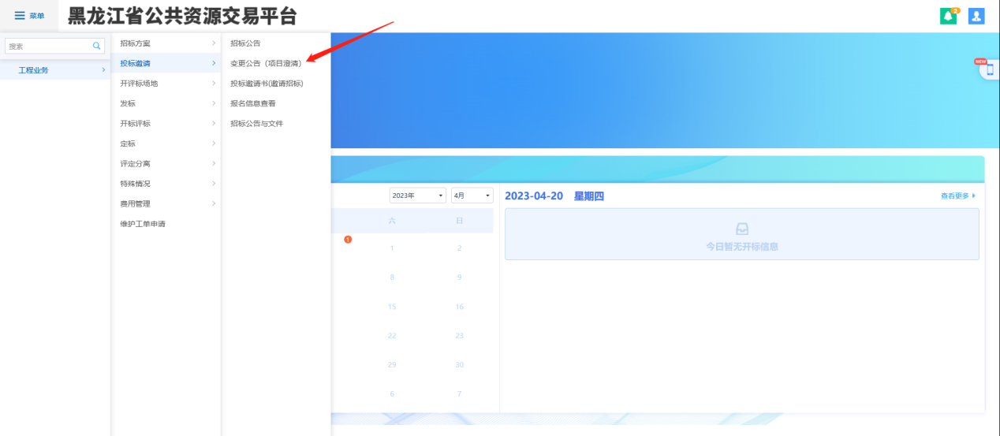 菜单
黑龙江省公共资源交易平台
2
搜索
工程业务
招标方案
投标邀请
开评标场地
发标
开标评标
定标
评定分离
特殊情况
费用管理
维护工单申请
招标公告
变更公告（项目澄清）
投标邀请书(邀请招标)
报名信息查看
招标公告与文件
NEW
2023年
4月
六 日
1
1 2
8 9
15 16
22 23
29 30
6 7
2023-04-20 星期四
查看更多
今日暂无开标信息